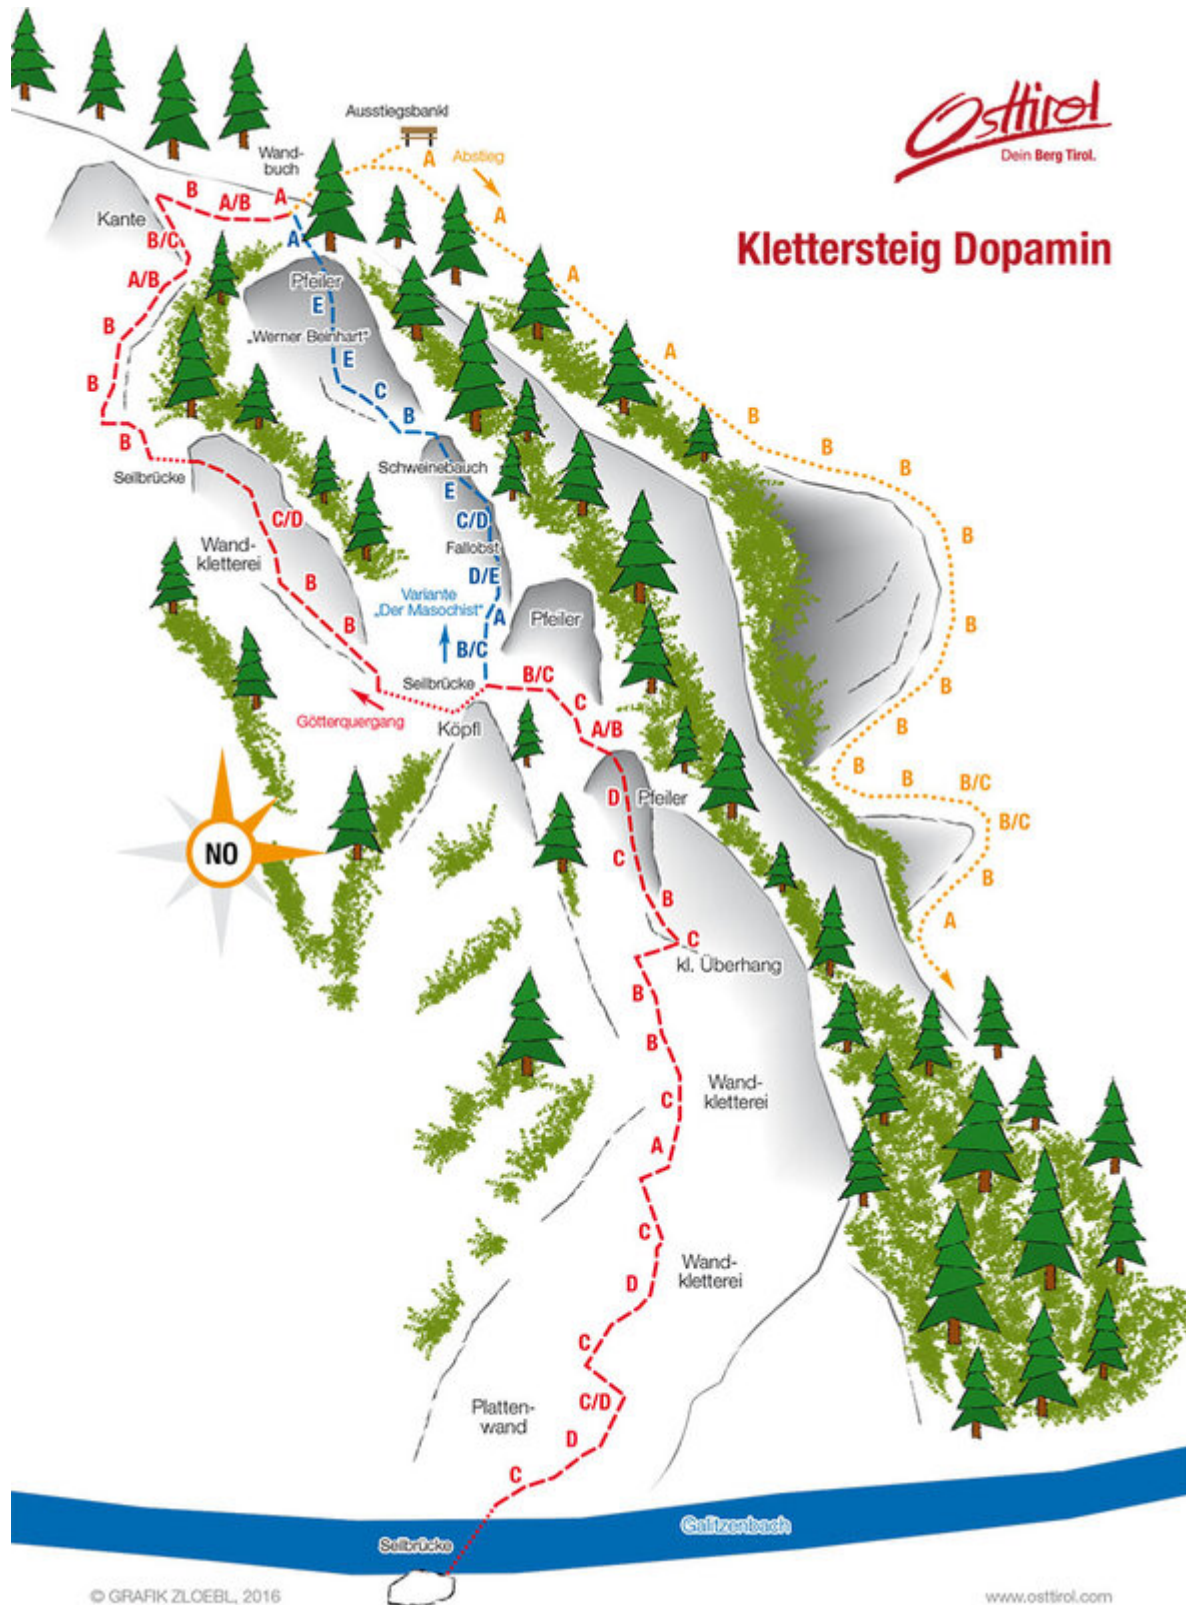 Ausstiegsbankl
Osttirol
Dein Berg Tirol.
Klettersteig Dopamin
Wand-
buch
A
Abstieg
B
A/B
A
A
Kante
B/C
A
A/B
Pfeiler
E
A
B
„Werner Beinhart“
E
A
B
C
B
B
B
B
B
B
Seilbrücke
Schweinebauch
E
C/D
C/D
B
Wand-
kletterei
Fallobst
D/E
B
Variante
„Der Masochist“
A
Pfeiler
B
B
B/C
B
Seilbrücke
B/C
C
Götterquergang
Köpfl
A/B
B
B
B
B/C
D
Pfeiler
B/C
NO
C
B
B
A
C
kl. Überhang
B
B
Wand-
kletterei
C
A
C
Wand-
kletterei
D
C
C/D
Platten-
wand
D
C
Galitzenbach
Seilbrücke
© GRAFIK ZLOEBL, 2016
www.osttirol.com